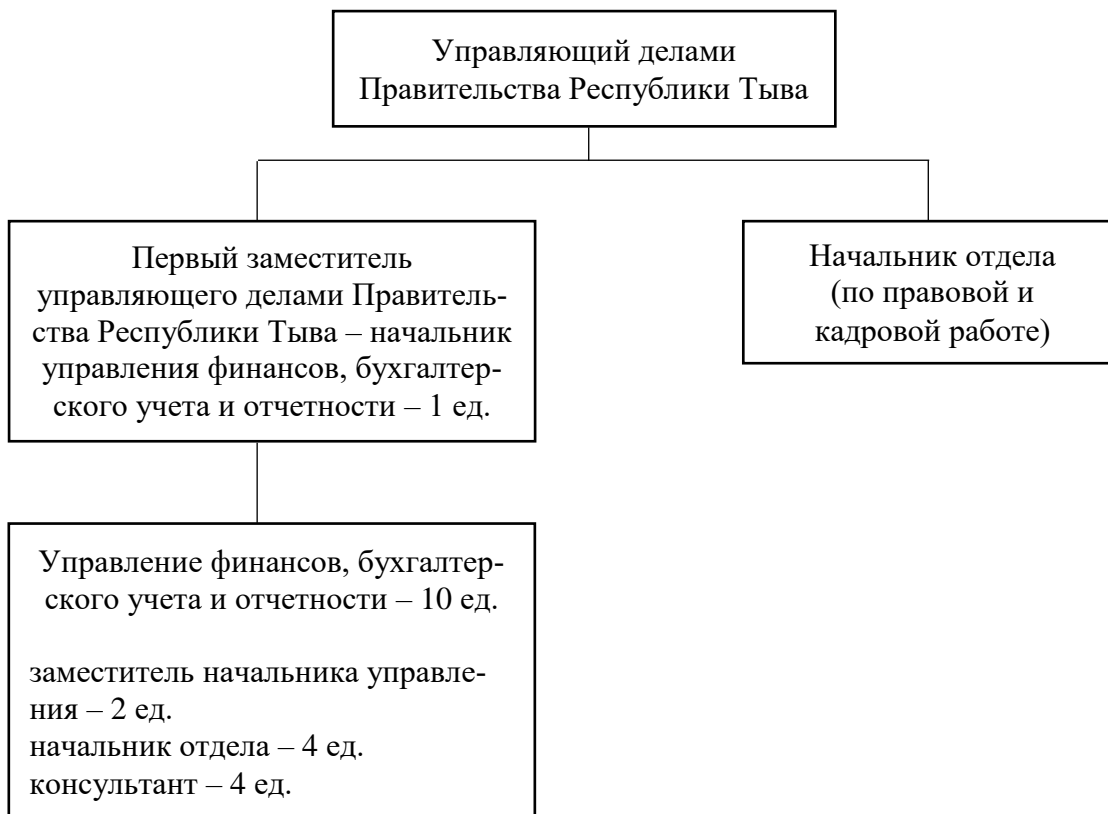 Управляющий делами
Правительства Республики Тыва
Первый заместитель
управляющего делами Правитель-
ства Республики Тыва – начальник
управления финансов, бухгалтер-
ского учета и отчетности – 1 ед.
Начальник отдела
(по правовой и
кадровой работе)
Управление финансов, бухгалтер-
ского учета и отчетности – 10 ед.
заместитель начальника управле-
ния – 2 ед.
начальник отдела – 4 ед.
консультант – 4 ед.